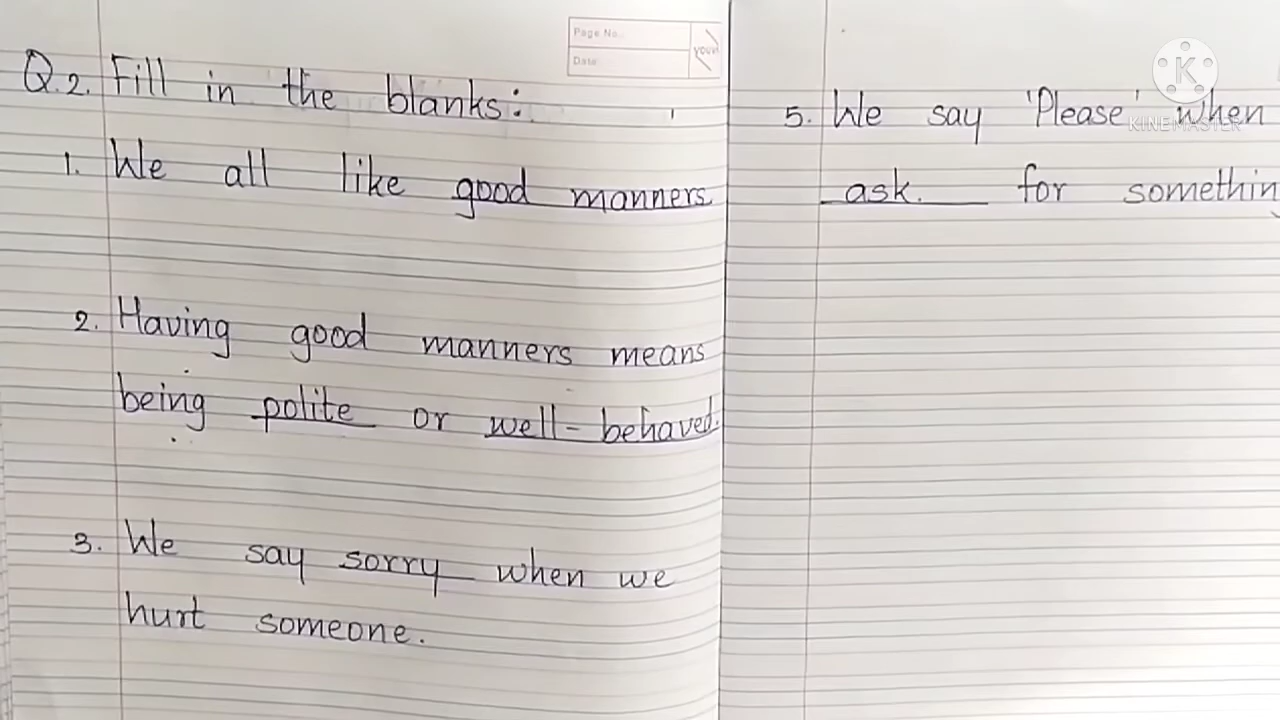 Page No.
Date
YOUVA
Q.2. Fill in the blanks:
1. We all like good manners.
2. Having good manners means
being polite or well-behaved.
3. We say sorry when we
hurt someone.
K
KINEMASTER
5. We say 'Please' when
ask. for somethin